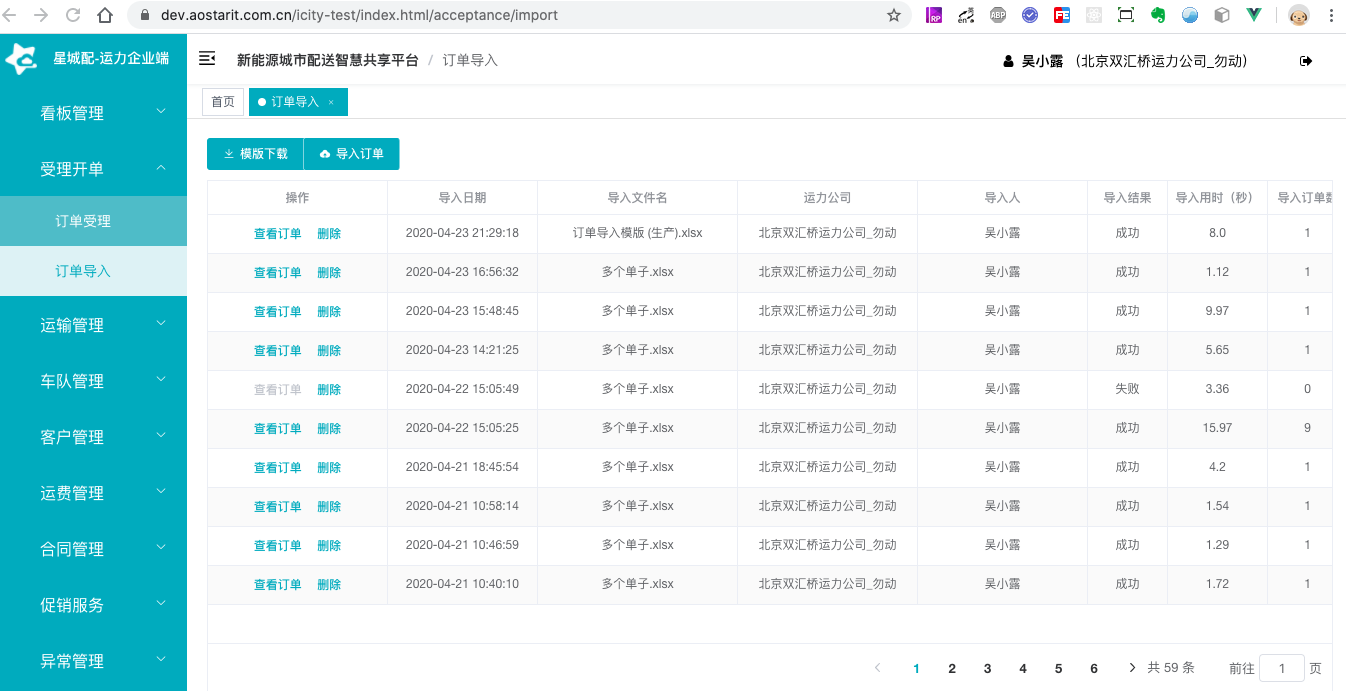 dev.aostarit.com.cn/icity-test/index.html/acceptance/import
RP
en
ABP
FE
星城配-运力企业端
新能源城市配送智慧共享平台 / 订单导入
吴小露 （北京双汇桥运力公司_勿动）
看板管理
受理开单
订单受理
订单导入
运输管理
车队管理
客户管理
运费管理
合同管理
促销服务
异常管理
首页
订单导入 ×
模版下载 导入订单
操作 导入日期 导入文件名 运力公司 导入人 导入结果 导入用时（秒） 导入订单数
查看订单 删除 2020-04-23 21:29:18 订单导入模版 (生产).xlsx 北京双汇桥运力公司_勿动 吴小露 成功 8.0 1
查看订单 删除 2020-04-23 16:56:32 多个单子.xlsx 北京双汇桥运力公司_勿动 吴小露 成功 1.12 1
查看订单 删除 2020-04-23 15:48:45 多个单子.xlsx 北京双汇桥运力公司_勿动 吴小露 成功 9.97 1
查看订单 删除 2020-04-23 14:21:25 多个单子.xlsx 北京双汇桥运力公司_勿动 吴小露 成功 5.65 1
查看订单 删除 2020-04-22 15:05:49 多个单子.xlsx 北京双汇桥运力公司_勿动 吴小露 失败 3.36 0
查看订单 删除 2020-04-22 15:05:25 多个单子.xlsx 北京双汇桥运力公司_勿动 吴小露 成功 15.97 9
查看订单 删除 2020-04-21 18:45:54 多个单子.xlsx 北京双汇桥运力公司_勿动 吴小露 成功 4.2 1
查看订单 删除 2020-04-21 10:58:14 多个单子.xlsx 北京双汇桥运力公司_勿动 吴小露 成功 1.54 1
查看订单 删除 2020-04-21 10:46:59 多个单子.xlsx 北京双汇桥运力公司_勿动 吴小露 成功 1.29 1
查看订单 删除 2020-04-21 10:40:10 多个单子.xlsx 北京双汇桥运力公司_勿动 吴小露 成功 1.72 1
1 2 3 4 5 6 共 59 条 前往 1 页